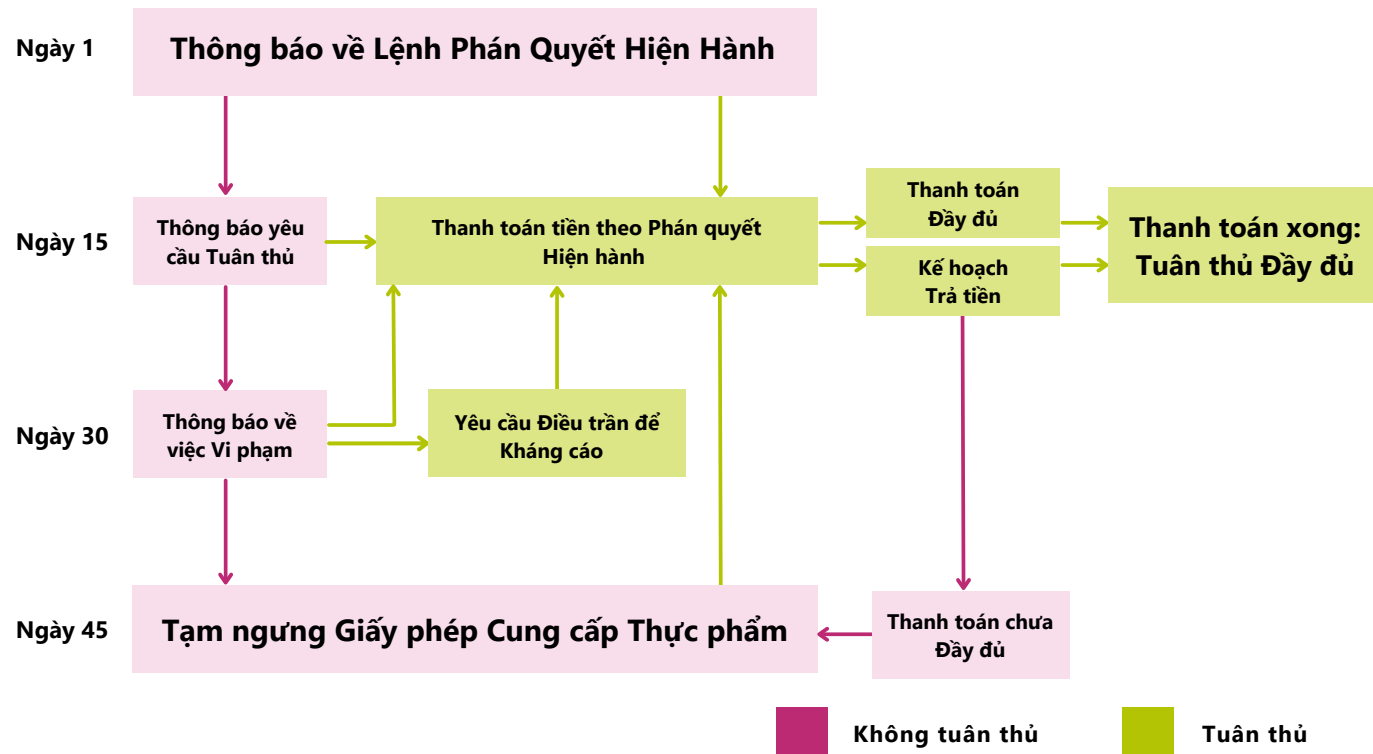 Ngày 1
Thông báo về Lệnh Phán Quyết Hiện Hành
Ngày 15
Thông báo yêu
cầu Tuân thủ
Thanh toán tiền theo Phán quyết
Hiện hành
Thanh toán
Đầy đủ
Kế hoạch
Trả tiền
Thanh toán xong:
Tuân thủ Đầy đủ
Ngày 30
Thông báo về
việc Vi phạm
Yêu cầu Điều trần để
Kháng cáo
Ngày 45
Tạm ngưng Giấy phép Cung cấp Thực phẩm
Thanh toán chưa
Đầy đủ
Không tuân thủ
Tuân thủ